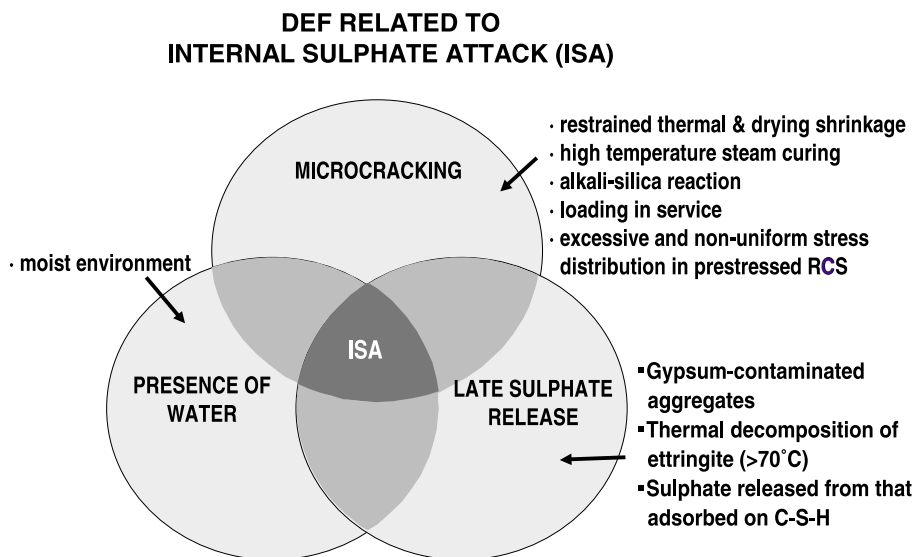 DEF RELATED TO
INTERNAL SULPHATE ATTACK (ISA)
MICROCRACKING
· restrained thermal & drying shrinkage
· high temperature steam curing
· alkali-silica reaction
· loading in service
· excessive and non-uniform stress
distribution in prestressed RCS
· moist environment
ISA
PRESENCE OF
WATER
LATE SULPHATE
RELEASE
▪Gypsum-contaminated
aggregates
▪Thermal decomposition of
ettringite (>70˚C)
▪Sulphate released from that
adsorbed on C-S-H